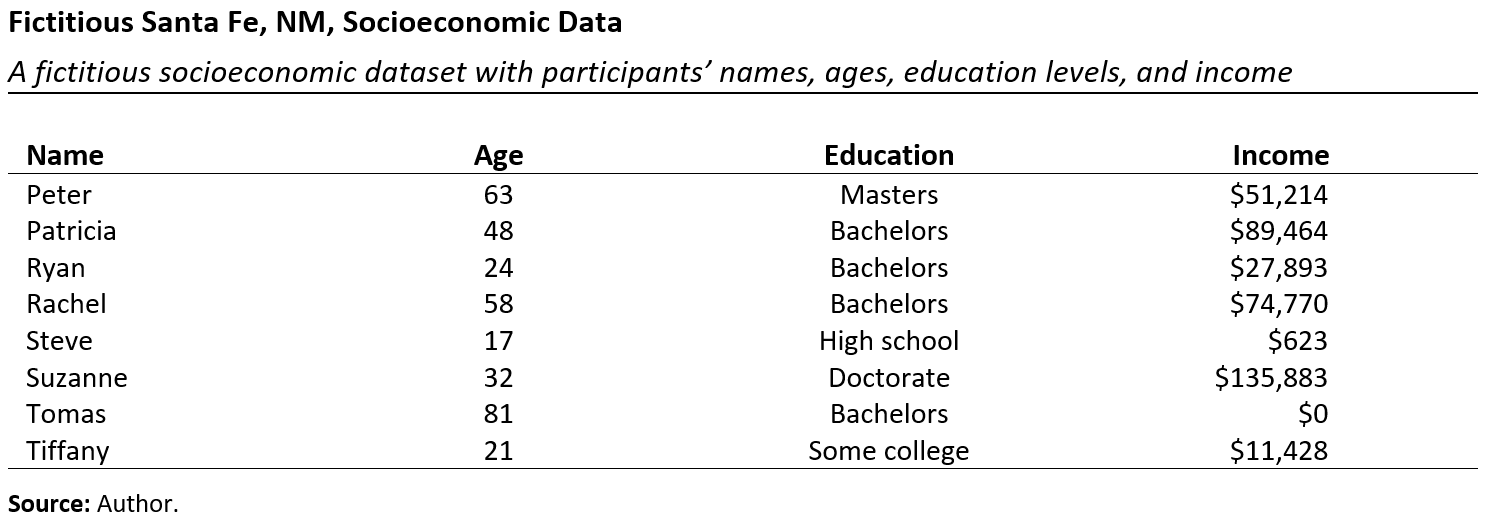 Fictitious Santa Fe, NM, Socioeconomic Data
A fictitious socioeconomic dataset with participants’ names, ages, education levels, and income
Name Age Education Income
Peter 63 Masters $51,214
Patricia 48 Bachelors $89,464
Ryan 24 Bachelors $27,893
Rachel 58 Bachelors $74,770
Steve 17 High school $623
Suzanne 32 Doctorate $135,883
Tomas 81 Bachelors $0
Tiffany 21 Some college $11,428
Source: Author.